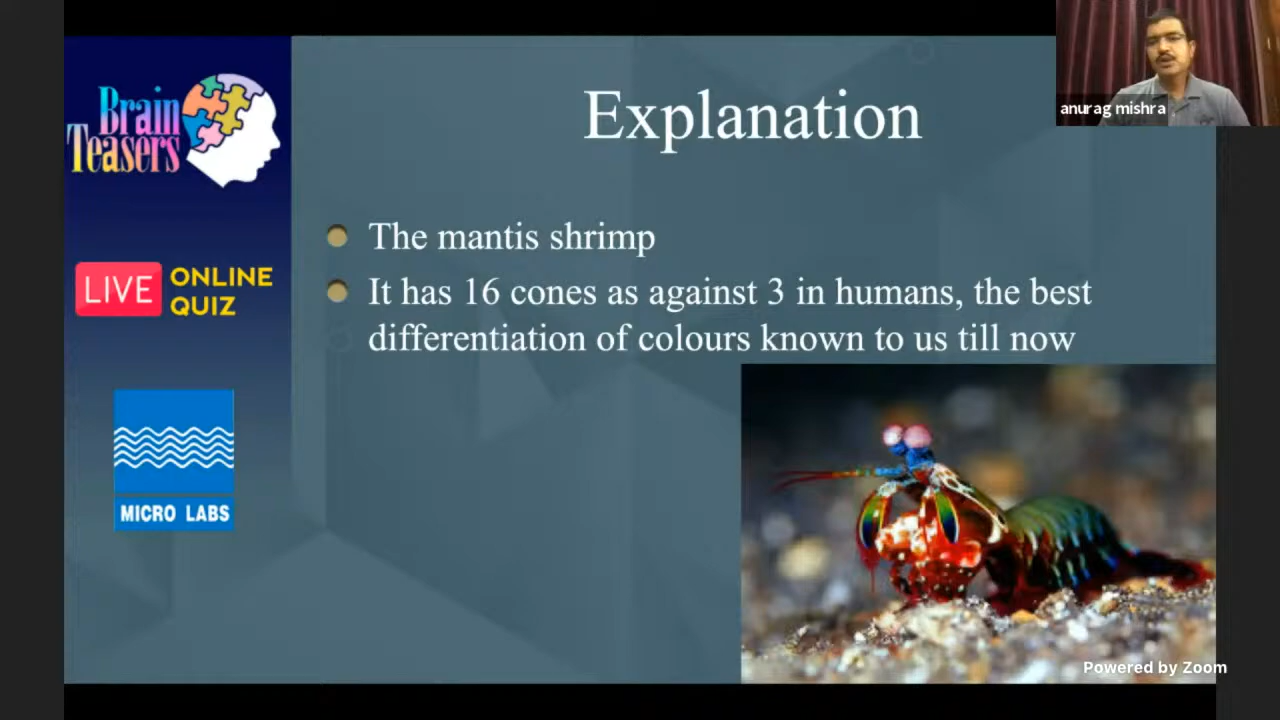 Brain
Teasers
LIVE ONLINE
QUIZ
MICRO LABS
Explanation
The mantis shrimp
It has 16 cones as against 3 in humans, the best
differentiation of colours known to us till now
anurag mishra
Powered by Zoom